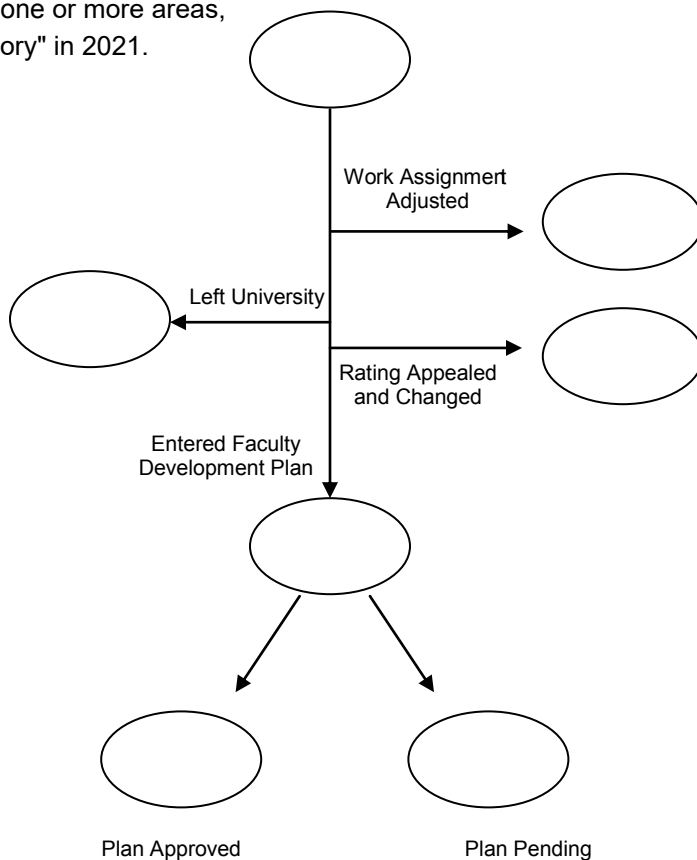 one or more areas,
ory" in 2021.
Work Assignment
Adjusted
Left University
Rating Appealed
and Changed
Entered Faculty
Development Plan
Plan Approved
Plan Pending